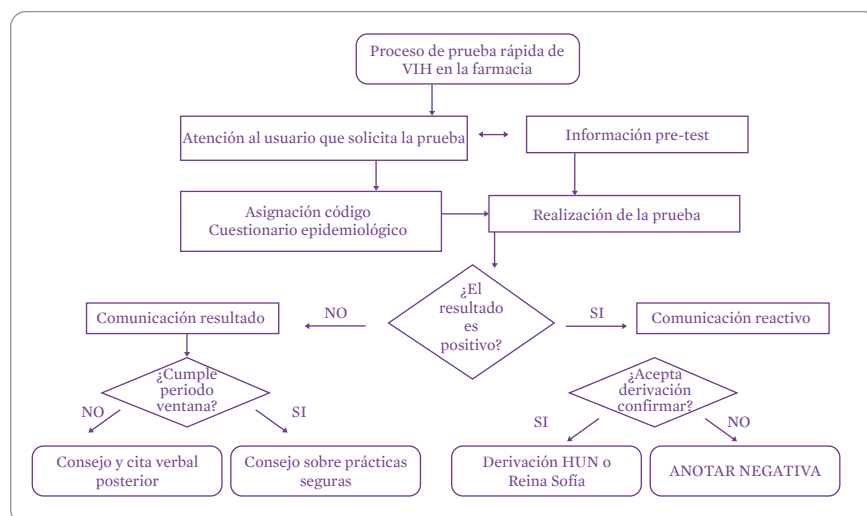 Proceso de prueba rápida de
VIH en la farmacia
Atención al usuario que solicita la prueba
Información pre-test
Asignación código
Cuestionario epidemiológico
Realización de la prueba
¿El
resultado
es
positivo?
NO
SI
Comunicación resultado
Comunicación reactivo
¿Cumple
periodo
ventana?
¿Acepta
derivación
confirmar?
NO
SI
SI
NO
Consejo y cita verbal
posterior
Consejo sobre prácticas
seguras
Derivación HUN o
Reina Sofía
ANOTAR NEGATIVA